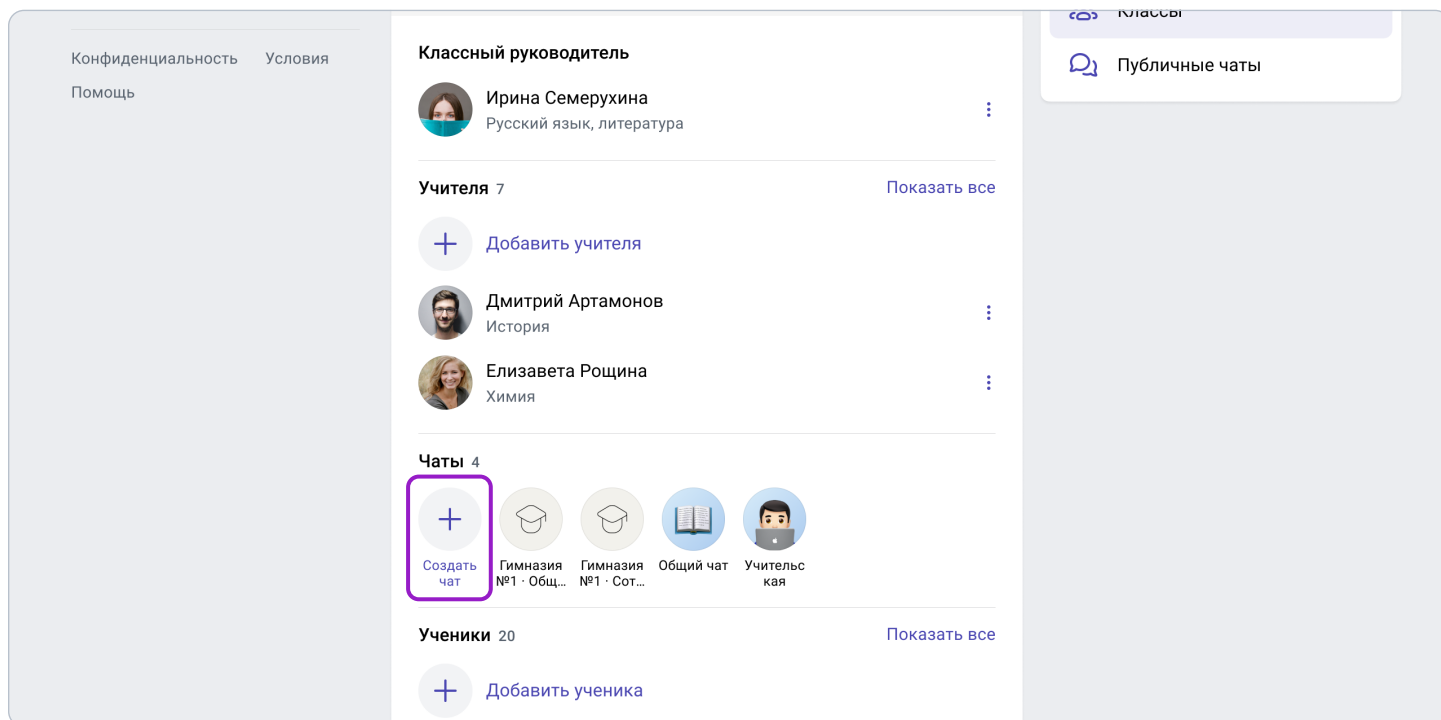 Конфиденциальность Условия
Помощь
Классный руководитель
Ирина Семерухина
Русский язык, литература
Учителя 7
Показать все
Добавить учителя
Дмитрий Артамонов
История
Елизавета Рощина
Химия
Чаты 4
Создать
чат
Гимназия
№1 · Общ...
Гимназия
№1 · Сот...
Общий чат
Учительс
кая
Ученики 20
Показать все
Добавить ученика
Классы
Публичные чаты